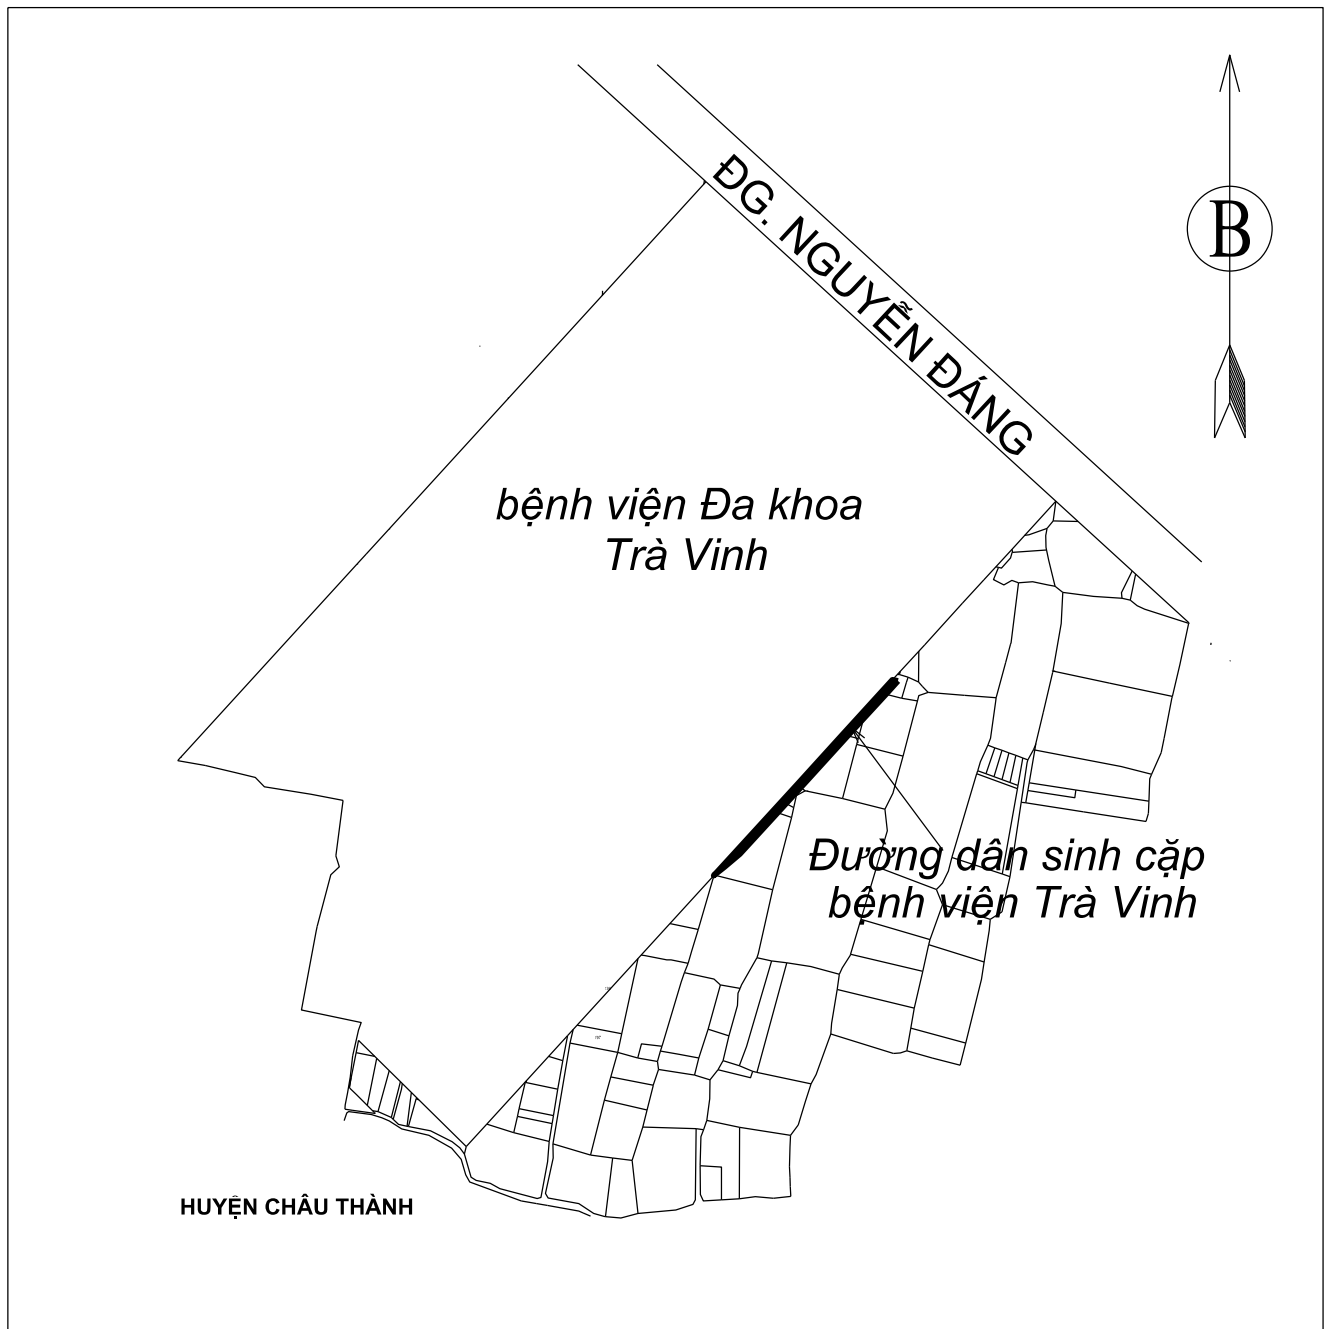 ĐG. NGUYỄN ĐÁNG
B
bệnh viện Đa khoa
Trà Vinh
Đường dân sinh cặp
bệnh viện Trà Vinh
HUYỆN CHÂU THÀNH